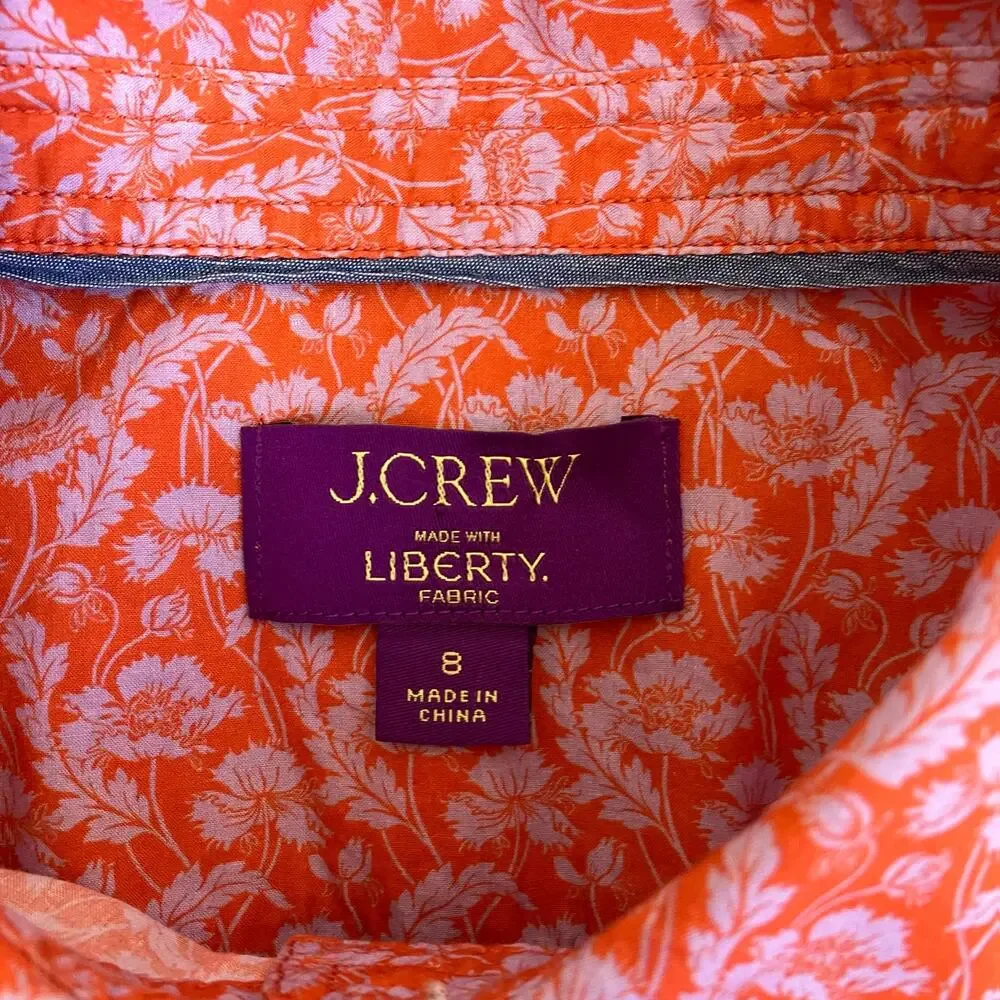 J.CREW
MADE WITH
LIBERTY.
FABRIC
8
MADE IN
CHINA